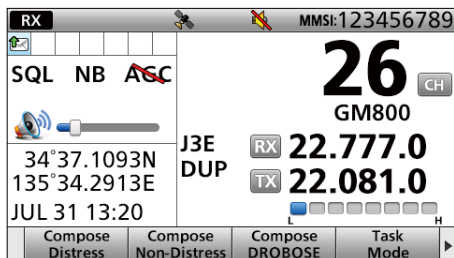 RX MMSI:123456789
SQL NB AGC
26 CH
GM800
34°37.1093N
135°34.2913E
JUL 31 13:20
J3E
DUP
RX 22.777.0
TX 22.081.0
L H
Compose Distress
Compose Non-Distress
Compose DROBOSE
Task Mode